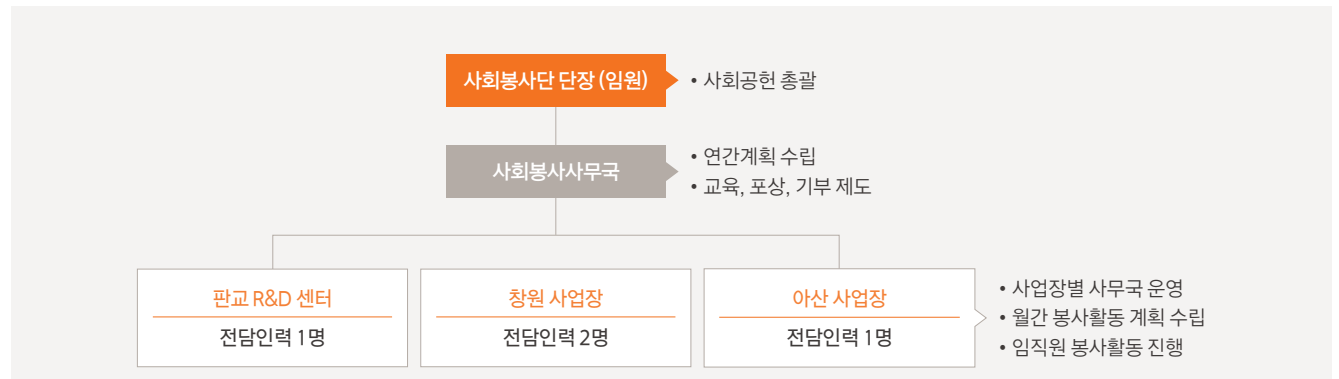 사회봉사단 단장 (임원)
• 사회공헌 총괄
사회봉사사무국
• 연간계획 수립
• 교육, 포상, 기부 제도
판교 R&D 센터
전담인력 1명
창원 사업장
전담인력 2명
아산 사업장
전담인력 1명
• 사업장별 사무국 운영
• 월간 봉사활동 계획 수립
• 임직원 봉사활동 진행